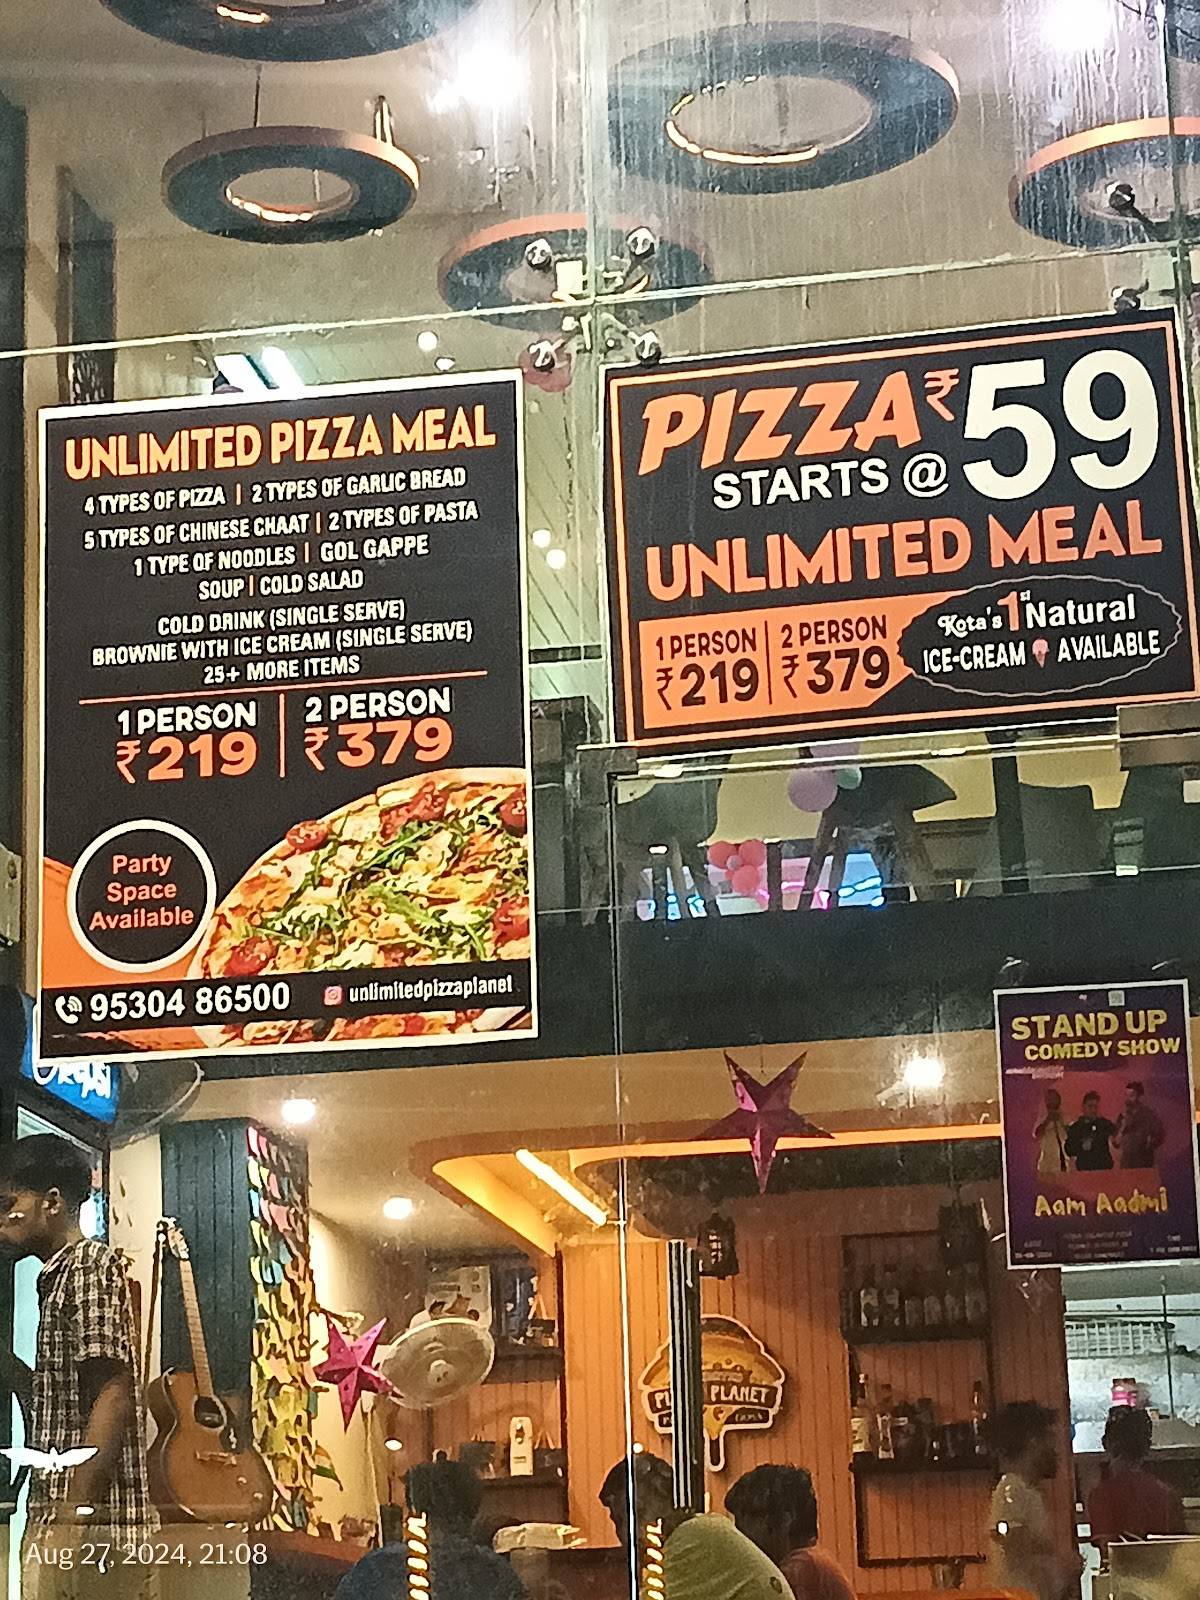 UNLIMITED PIZZA MEAL
4 TYPES OF PIZZA | 2 TYPES OF GARLIC BREAD
5 TYPES OF CHINESE CHAAT | 2 TYPES OF PASTA
1 TYPE OF NOODLES | GOL GAPPE
SOUP | COLD SALAD
COLD DRINK (SINGLE SERVE)
BROWNIE WITH ICE CREAM (SINGLE SERVE)
25+ MORE ITEMS
1 PERSON | 2 PERSON
₹219 | ₹379
Party
Space
Available
95304 86500 unlimitedpizzaplanet
PIZZA ₹59
STARTS @
UNLIMITED MEAL
1 PERSON | 2 PERSON
₹219 | ₹379
Kota's 1st Natural
ICE-CREAM AVAILABLE
STAND UP
COMEDY SHOW
Aam Aadmi
PLANET
Aug 27, 2024, 21:08